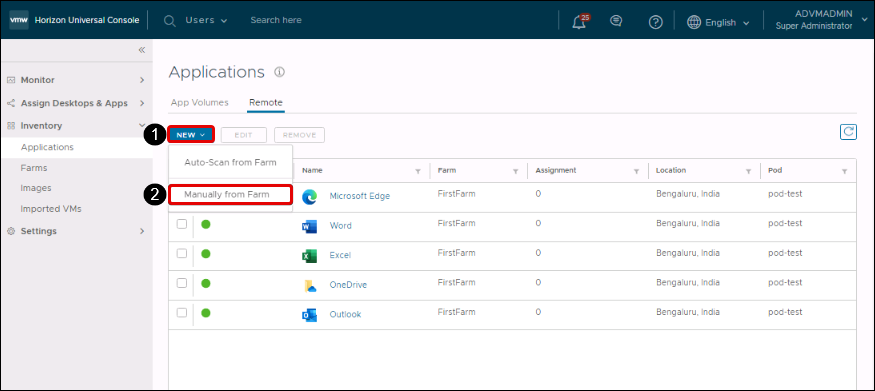 vmw Horizon Universal Console Users Search here 25 English ADVMADMIN
Super Administrator
«
Monitor
Assign Desktops & Apps
Inventory
Applications
Farms
Images
Imported VMs
Settings
Applications
App Volumes Remote
1 NEW EDIT REMOVE
Auto-Scan from Farm
2 Manually from Farm
Name Farm Assignment Location Pod
Microsoft Edge FirstFarm 0 Bengaluru, India pod-test
Word FirstFarm 0 Bengaluru, India pod-test
Excel FirstFarm 0 Bengaluru, India pod-test
OneDrive FirstFarm 0 Bengaluru, India pod-test
Outlook FirstFarm 0 Bengaluru, India pod-test